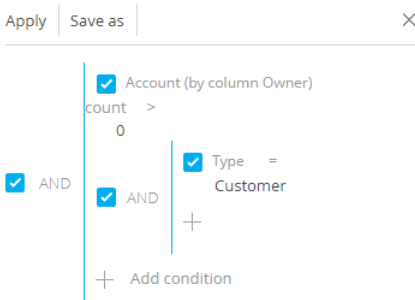 Apply Save as
Account (by column Owner)
count >
0
Type =
AND AND Customer
Add condition